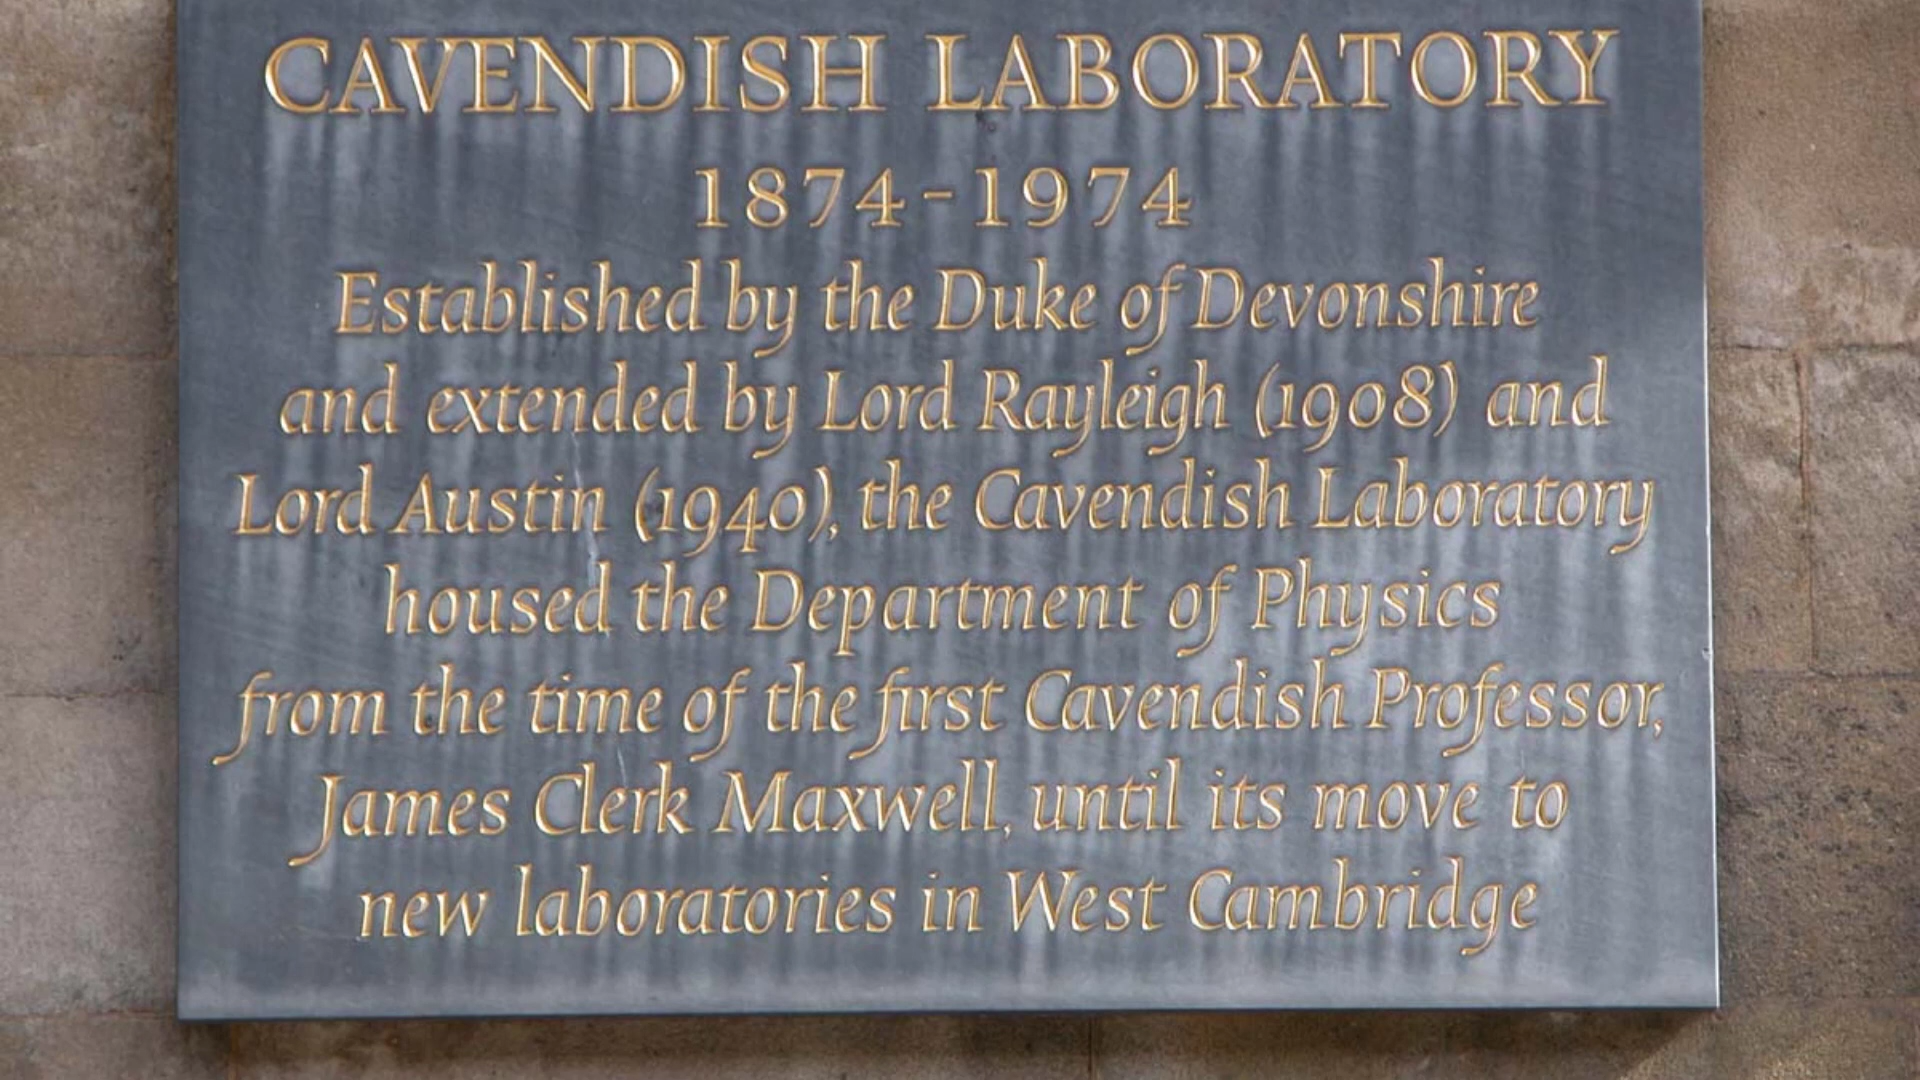 CAVENDISH LABORATORY
1874-1974
Established by the Duke of Devonshire
and extended by Lord Rayleigh (1908) and
Lord Austin (1940), the Cavendish Laboratory
housed the Department of Physics
from the time of the first Cavendish Professor,
James Clerk Maxwell, until its move to
new laboratories in West Cambridge